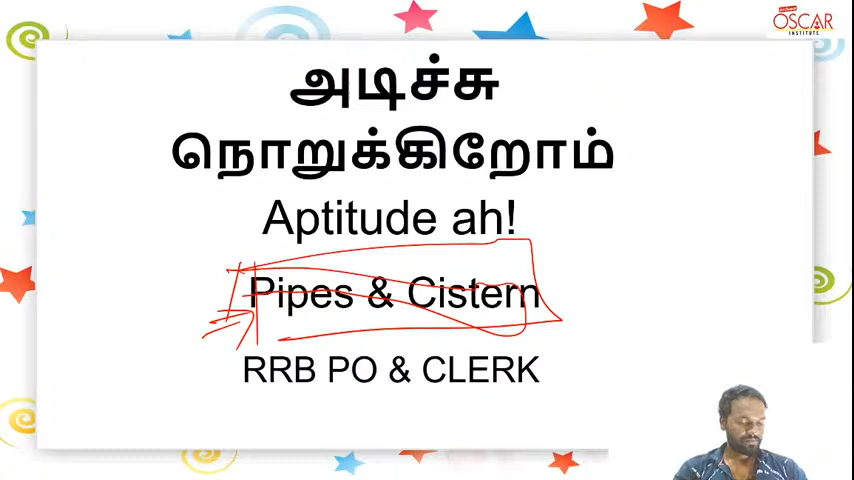 OSCAR
INSTITUTE
அடிச்சு
நொறுக்கிறோம்
Aptitude ah!
Pipes & Cistern
RRB PO & CLERK